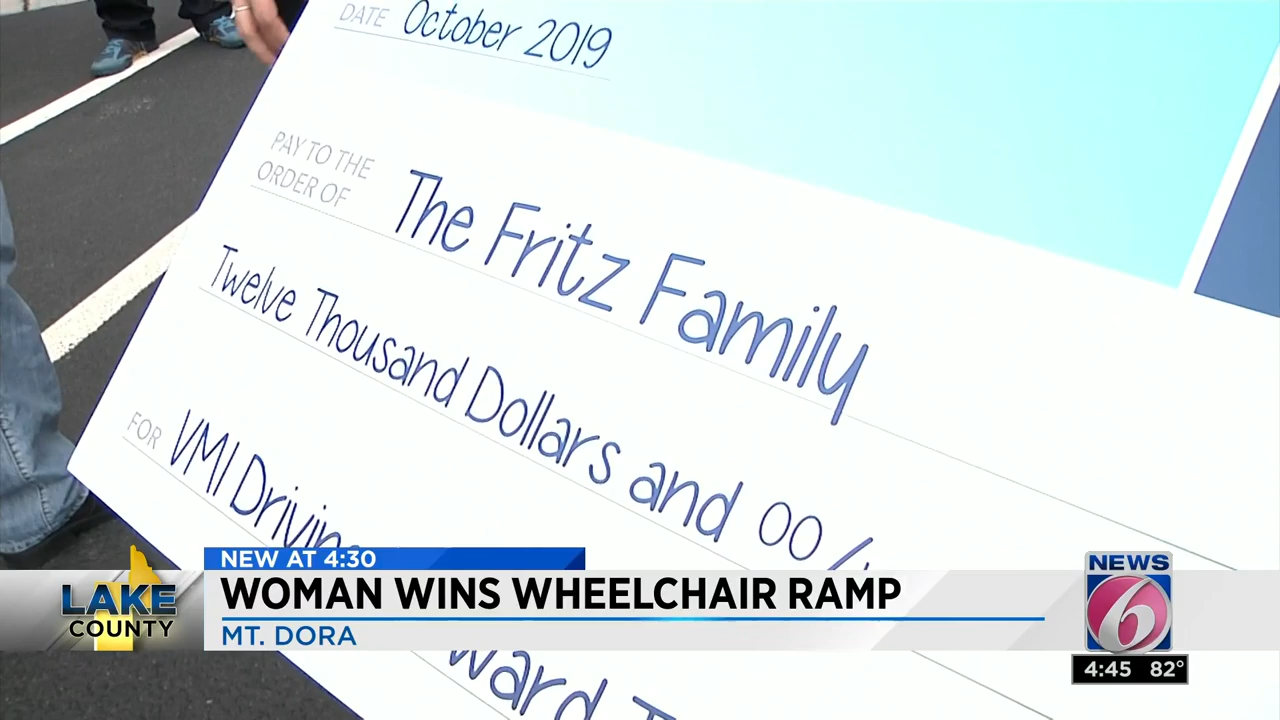 DATE October 2019
PAY TO THE
ORDER OF The Fritz Family
Twelve Thousand Dollars and 00/
FOR VMI Driving
NEW AT 4:30
WOMAN WINS WHEELCHAIR RAMP
MT. DORA
LAKE
COUNTY
NEWS
6
4:45 82°